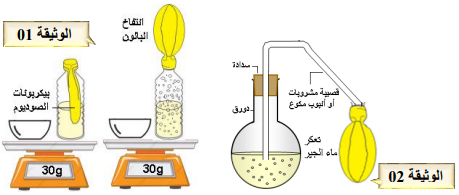 الوثيقة 01
انتفاخ
البالون
بيكربونات
الصوديوم
30g
30g
سدادة
قصيبة مشروبات
أو أنبوب مكوع
دورق
تعكر
ماء الجير
الوثيقة 02